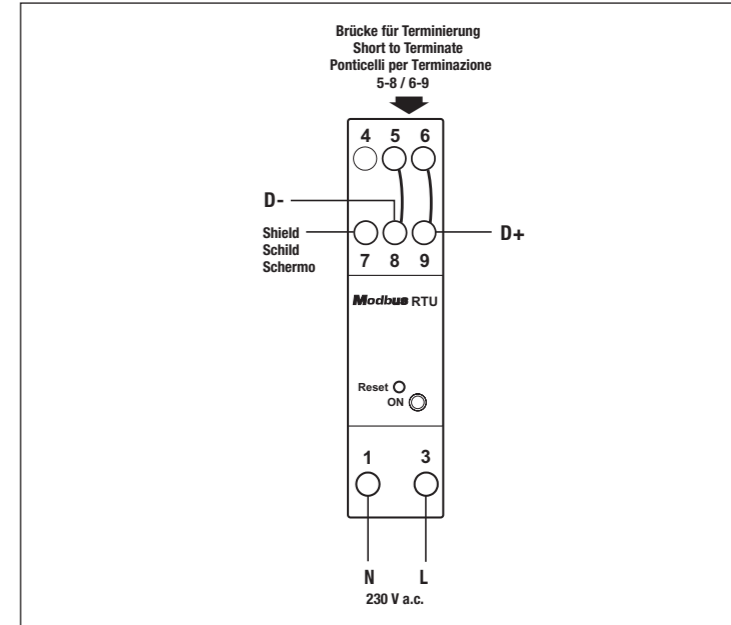 Brücke für Terminierung
Short to Terminate
Ponticelli per Terminazione
5-8 / 6-9
4 5 6
D-
Shield
Schild
Schermo
D+
7 8 9
Modbus RTU
Reset
ON
1 3
N L
230 V a.c.